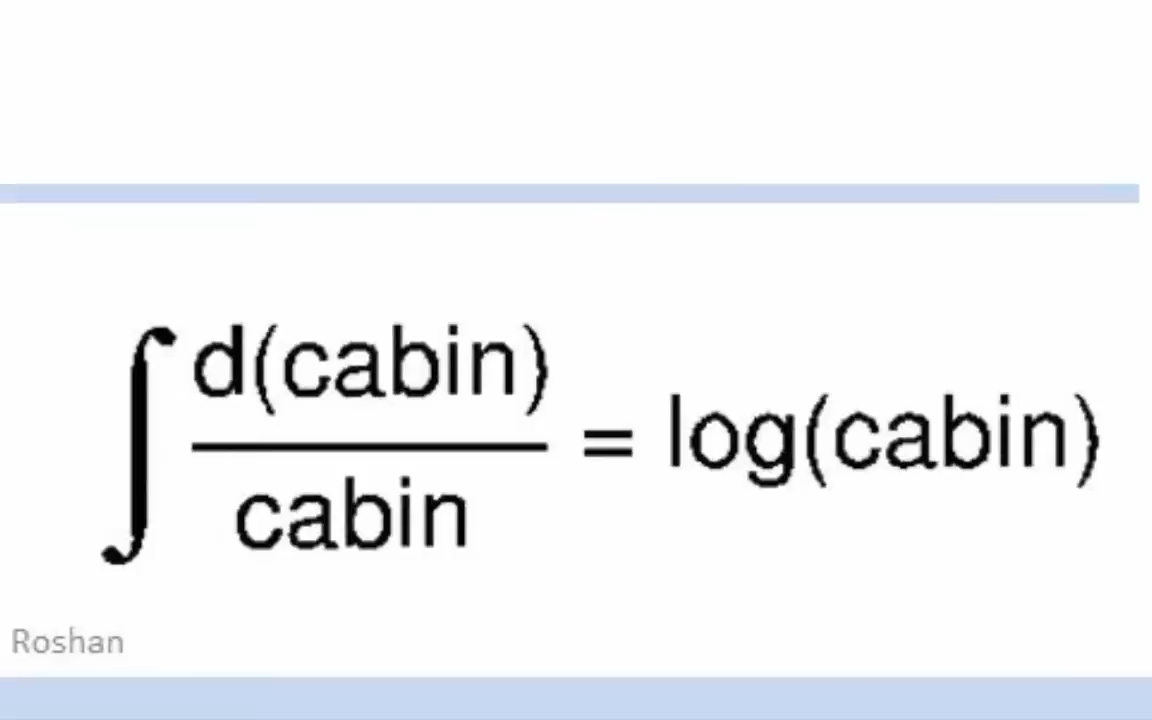 ∫ d(cabin)
cabin
= log(cabin)
Roshan